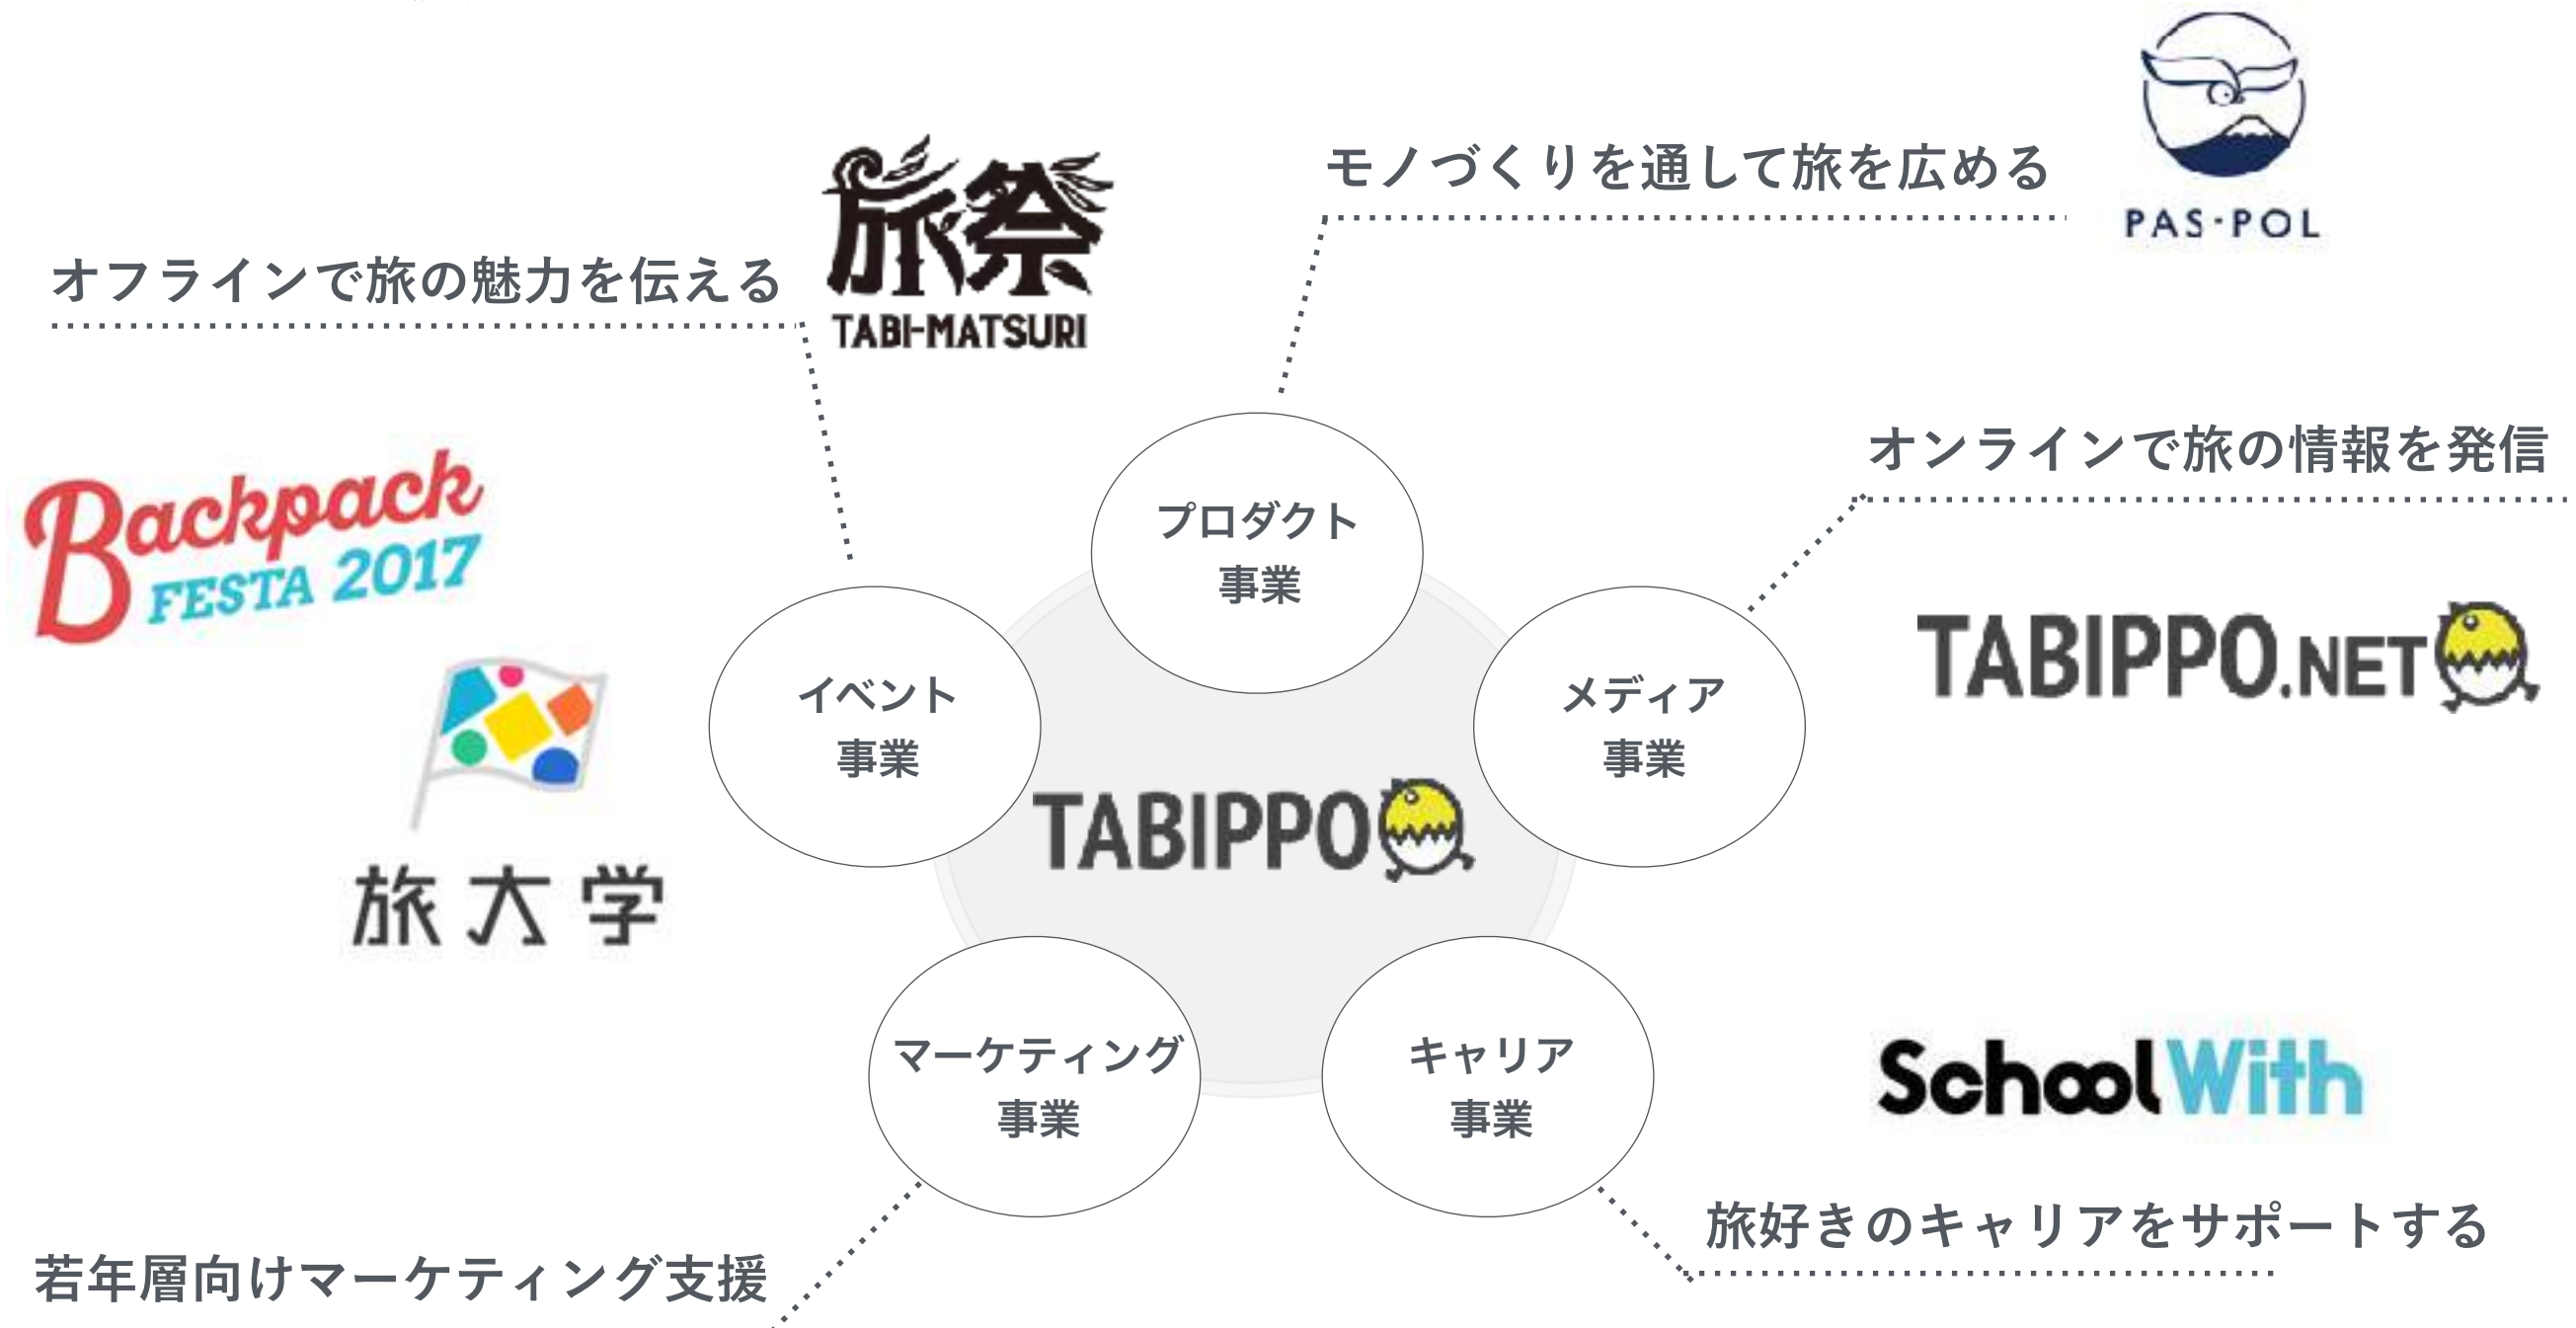 モノづくりを通して旅を広める
PAS-POL
旅祭
TABI-MATSURI
オフラインで旅の魅力を伝える
オンラインで旅の情報を発信
Backpack
FESTA 2017
プロダクト
事業
TABIPPO.NET
イベント
事業
メディア
事業
TABIPPO
旅大学
マーケティング
事業
キャリア
事業
SchoolWith
旅好きのキャリアをサポートする
若年層向けマーケティング支援